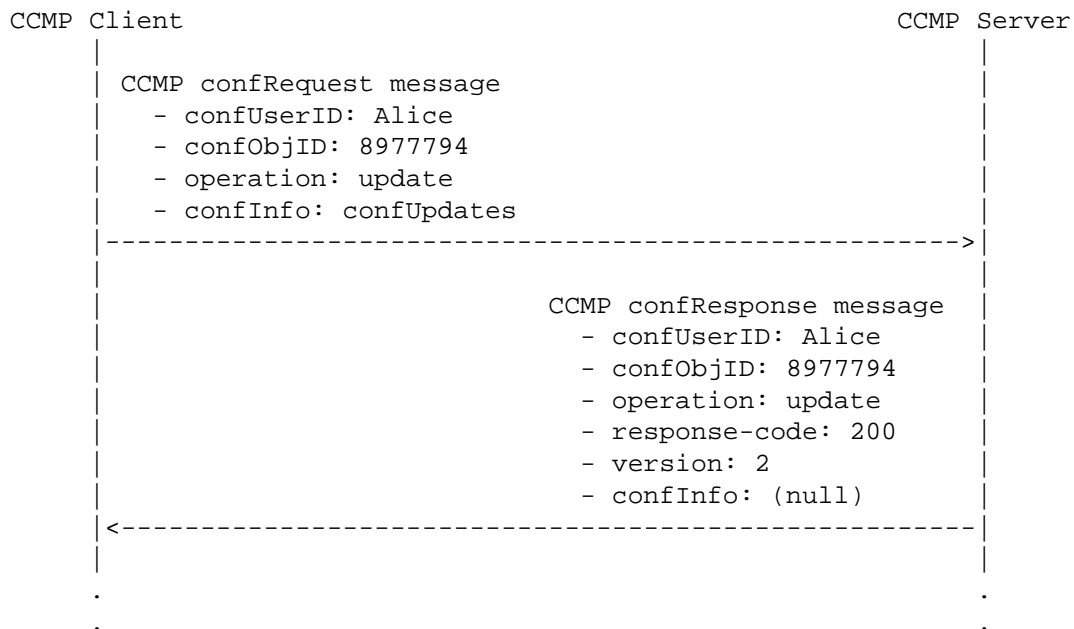 CCMP Client CCMP Server
CCMP confRequest message
- confUserID: Alice
- confObjID: 8977794
- operation: update
- confInfo: confUpdates
CCMP confResponse message
- confUserID: Alice
- confObjID: 8977794
- operation: update
- response-code: 200
- version: 2
- confInfo: (null)